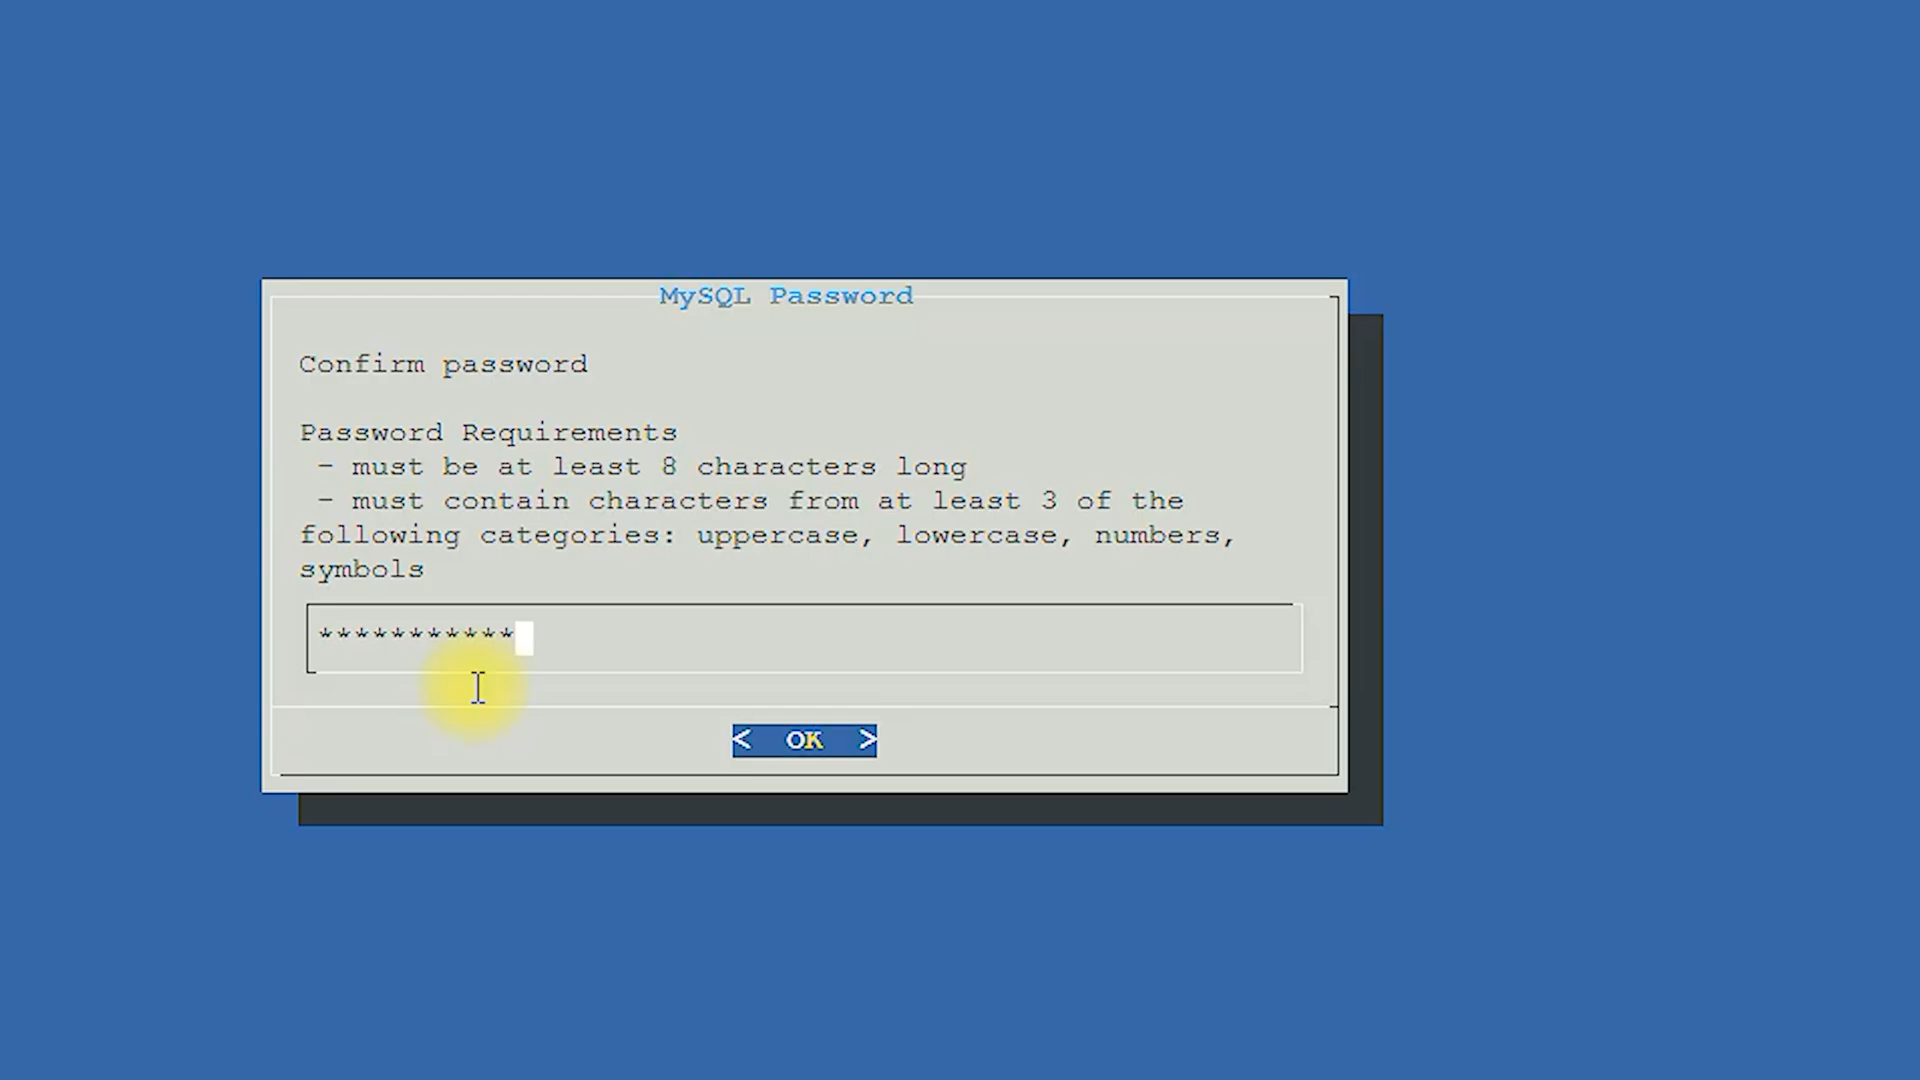 MySQL Password
Confirm password
Password Requirements
- must be at least 8 characters long
- must contain characters from at least 3 of the
following categories: uppercase, lowercase, numbers,
symbols
***********
< OK >